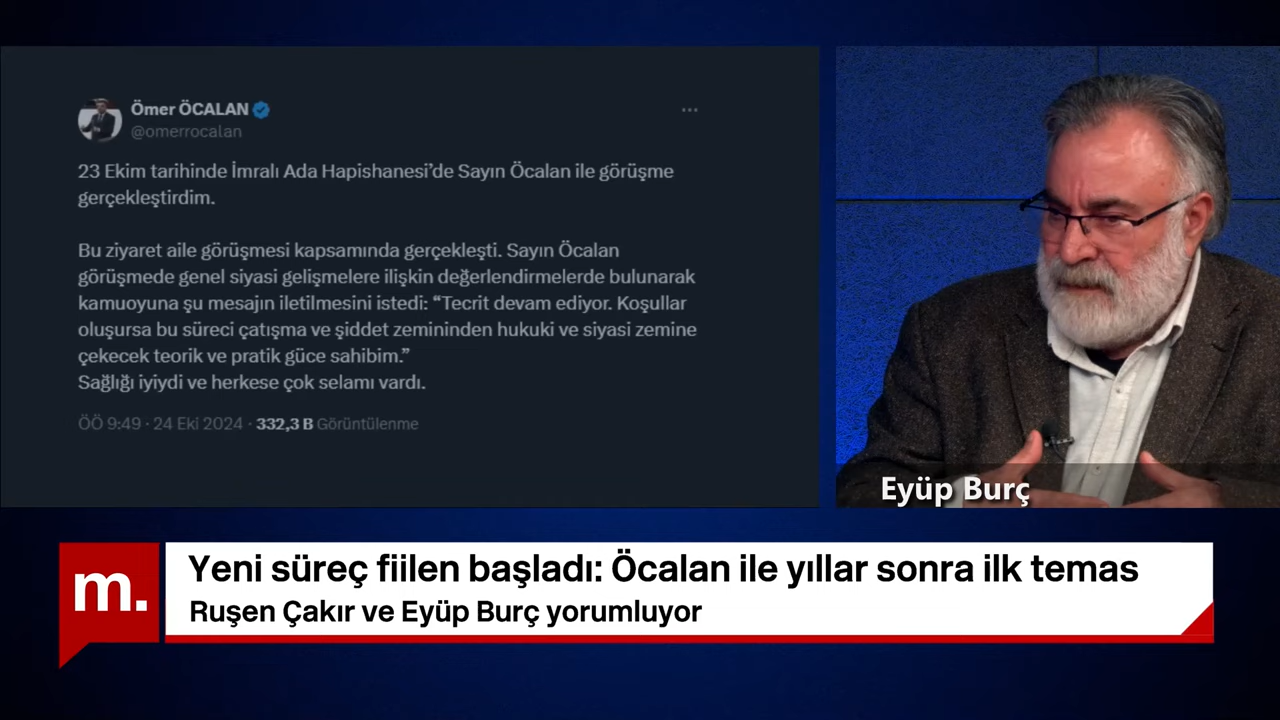 Ömer ÖCALAN
@omerrocalan
23 Ekim tarihinde İmralı Ada Hapishanesi’de Sayın Öcalan ile görüşme
gerçekleştirdim.
Bu ziyaret aile görüşmesi kapsamında gerçekleşti. Sayın Öcalan
görüşmede genel siyasi gelişmelere ilişkin değerlendirmelerde bulunarak
kamuoyuna şu mesajın iletilmesini istedi: “Tecrit devam ediyor. Koşullar
oluşursa bu süreci çatışma ve şiddet zemininden hukuki ve siyasi zemine
çekecek teorik ve pratik güce sahibim.”
Sağlığı iyiydi ve herkese çok selamı vardı.
ÖÖ 9:49 · 24 Eki 2024 · 332,3 B Görüntülenme
Eyüp Burç
m.
Yeni süreç fiilen başladı: Öcalan ile yıllar sonra ilk temas
Ruşen Çakır ve Eyüp Burç yorumluyor